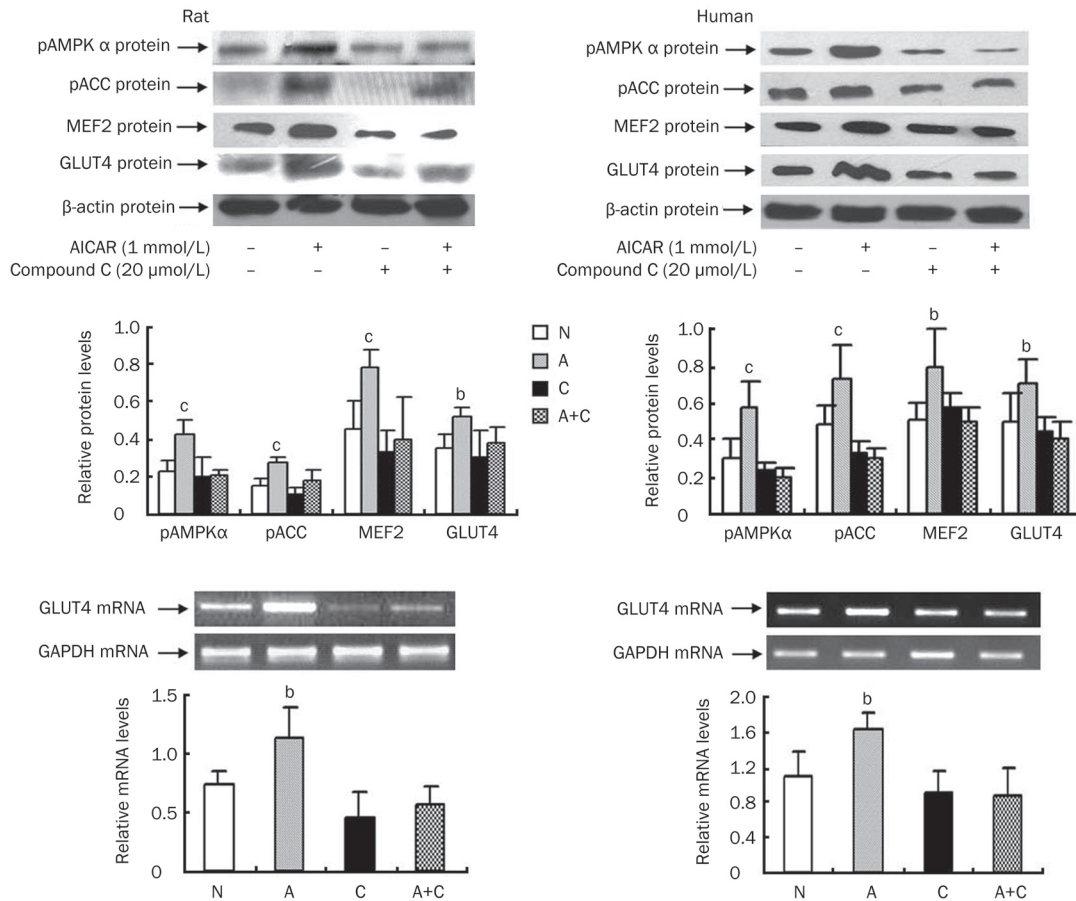 Rat
pAMPK α protein
pACC protein
MEF2 protein
GLUT4 protein
β-actin protein
AICAR (1 mmol/L) – + – +
Compound C (20 μmol/L) – – + +
Human
pAMPK α protein
pACC protein
MEF2 protein
GLUT4 protein
β-actin protein
AICAR (1 mmol/L) – + – +
Compound C (20 μmol/L) – – + +
Relative protein levels
1.0
0.8
0.6
0.4
0.2
0
c
c
c
b
pAMPKα pACC MEF2 GLUT4
N
A
C
A+C
Relative protein levels
1.0
0.8
0.6
0.4
0.2
0
c
c
b
b
pAMPKα pACC MEF2 GLUT4
GLUT4 mRNA
GAPDH mRNA
Relative mRNA levels
1.5
1.0
0.5
0
b
N A C A+C
GLUT4 mRNA
GAPDH mRNA
Relative mRNA levels
2.0
1.6
1.2
0.8
0.4
0
b
N A C A+C